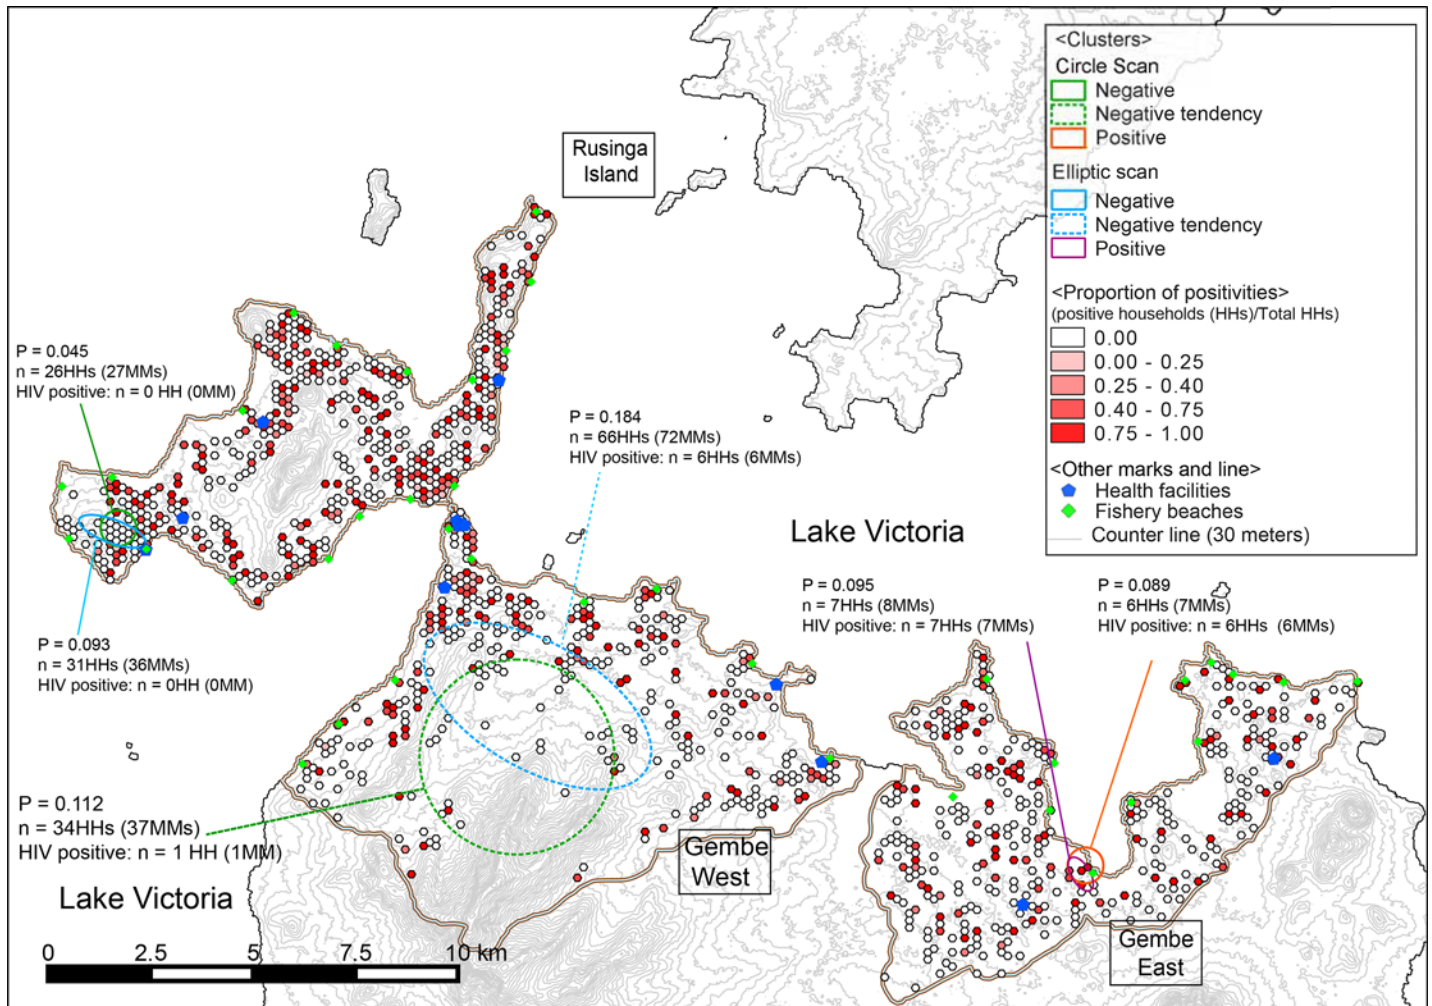 <Clusters>
Circle Scan
Negative
Negative tendency
Positive
Elliptic scan
Negative
Negative tendency
Positive
<Proportion of positivities>
(positive households (HHs)/Total HHs)
0.00
0.00 - 0.25
0.25 - 0.40
0.40 - 0.75
0.75 - 1.00
<Other marks and line>
Health facilities
Fishery beaches
Counter line (30 meters)
Rusinga
Island
P = 0.045
n = 26HHs (27MMs)
HIV positive: n = 0 HH (0MM)
P = 0.184
n = 66HHs (72MMs)
HIV positive: n = 6HHs (6MMs)
Lake Victoria
P = 0.095
n = 7HHs (8MMs)
HIV positive: n = 7HHs (7MMs)
P = 0.089
n = 6HHs (7MMs)
HIV positive: n = 6HHs (6MMs)
P = 0.093
n = 31HHs (36MMs)
HIV positive: n = 0HH (0MM)
P = 0.112
n = 34HHs (37MMs)
HIV positive: n = 1 HH (1MM)
Gembe
West
Lake Victoria
Gembe
East
0 2.5 5 7.5 10 km